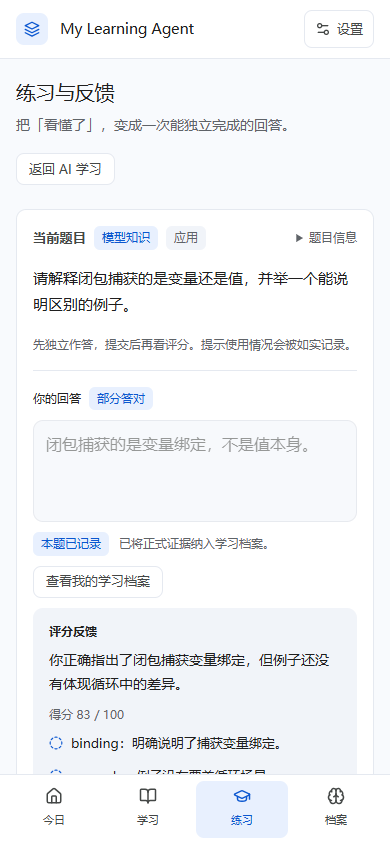 My Learning Agent
设置
练习与反馈
把「看懂了」，变成一次能独立完成的回答。
返回 AI 学习
当前题目 模型知识 应用 ▶ 题目信息
请解释闭包捕获的是变量还是值，并举一个能说
明区别的例子。
先独立作答，提交后再看评分。提示使用情况会被如实记录。
你的回答 部分答对
闭包捕获的是变量绑定，不是值本身。
本题已记录 已将正式证据纳入学习档案。
查看我的学习档案
评分反馈
你正确指出了闭包捕获变量绑定，但例子还没
有体现循环中的差异。
得分 83 / 100
binding：明确说明了捕获变量绑定。
今日 学习 练习 档案